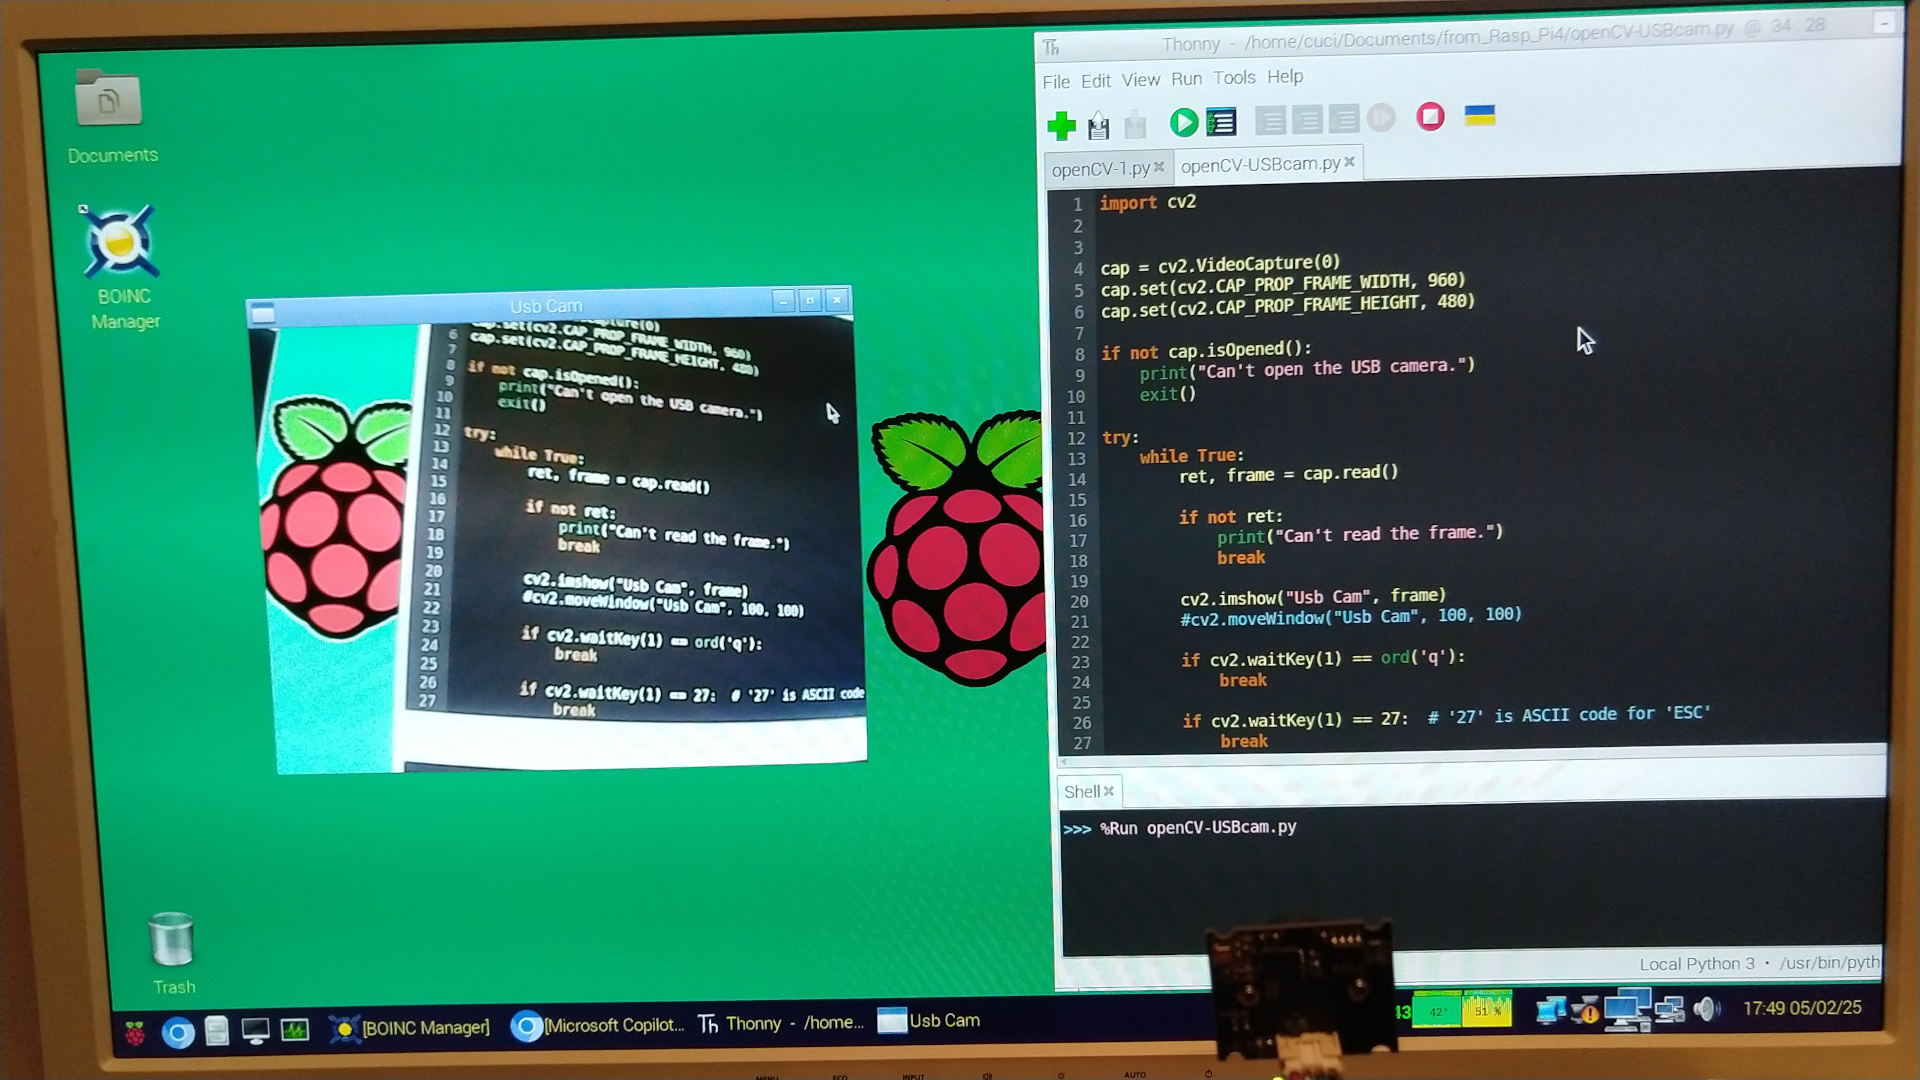 Documents
BOINC
Manager
Trash
Usb Cam
6 cap.set(cv2.CAP_PROP_FRAME_WIDTH, 960)
7 cap.set(cv2.CAP_PROP_FRAME_HEIGHT, 480)
8
9 if not cap.isOpened():
10 print("Can't open the USB camera.")
11 exit()
12
13 try:
14 while True:
15 ret, frame = cap.read()
16
17 if not ret:
18 print("Can't read the frame.")
19 break
20
21 cv2.imshow("Usb Cam", frame)
22 #cv2.moveWindow("Usb Cam", 100, 100)
23
24 if cv2.waitKey(1) == ord('q'):
25 break
26
27 if cv2.waitKey(1) == 27: # '27' is ASCII code
break
Th Thonny - /home/cuci/Documents/from_Rasp_Pi4/openCV-USBcam.py @ 34 28
File Edit View Run Tools Help
openCV-1.py openCV-USBcam.py
1 import cv2
2
3
4 cap = cv2.VideoCapture(0)
5 cap.set(cv2.CAP_PROP_FRAME_WIDTH, 960)
6 cap.set(cv2.CAP_PROP_FRAME_HEIGHT, 480)
7
8 if not cap.isOpened():
9 print("Can't open the USB camera.")
10 exit()
11
12 try:
13 while True:
14 ret, frame = cap.read()
15
16 if not ret:
17 print("Can't read the frame.")
18 break
19
20 cv2.imshow("Usb Cam", frame)
21 #cv2.moveWindow("Usb Cam", 100, 100)
22
23 if cv2.waitKey(1) == ord('q'):
24 break
25
26 if cv2.waitKey(1) == 27: # '27' is ASCII code for 'ESC'
27 break
Shell
>>> %Run openCV-USBcam.py
Local Python 3 • /usr/bin/pyth
[BOINC Manager] [Microsoft Copilot... Th Thonny - /home... Usb Cam 43 42° 51 % 17:49 05/02/25
MENU ECO INPUT AUTO